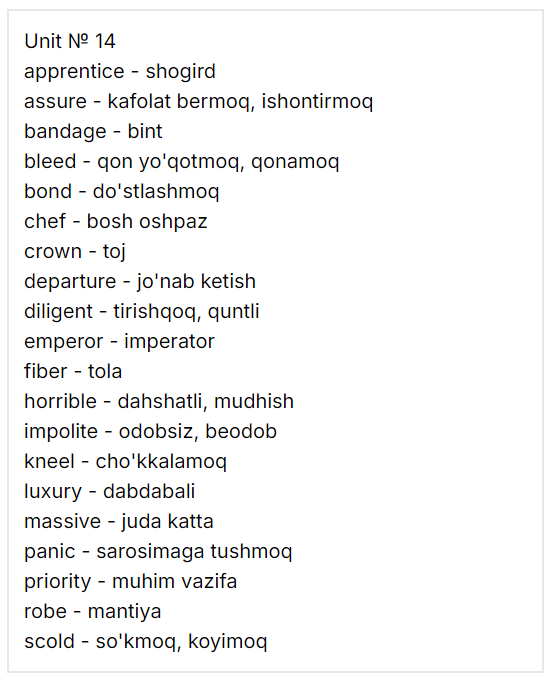 Unit № 14
apprentice - shogird
assure - kafolat bermoq, ishontirmoq
bandage - bint
bleed - qon yo'qotmoq, qonamoq
bond - do'stlashmoq
chef - bosh oshpaz
crown - toj
departure - jo'nab ketish
diligent - tirishqoq, quntli
emperor - imperator
fiber - tola
horrible - dahshatli, mudhish
impolite - odobsiz, beodob
kneel - cho'kkalamoq
luxury - dabdabali
massive - juda katta
panic - sarosimaga tushmoq
priority - muhim vazifa
robe - mantiya
scold - so'kmoq, koyimoq